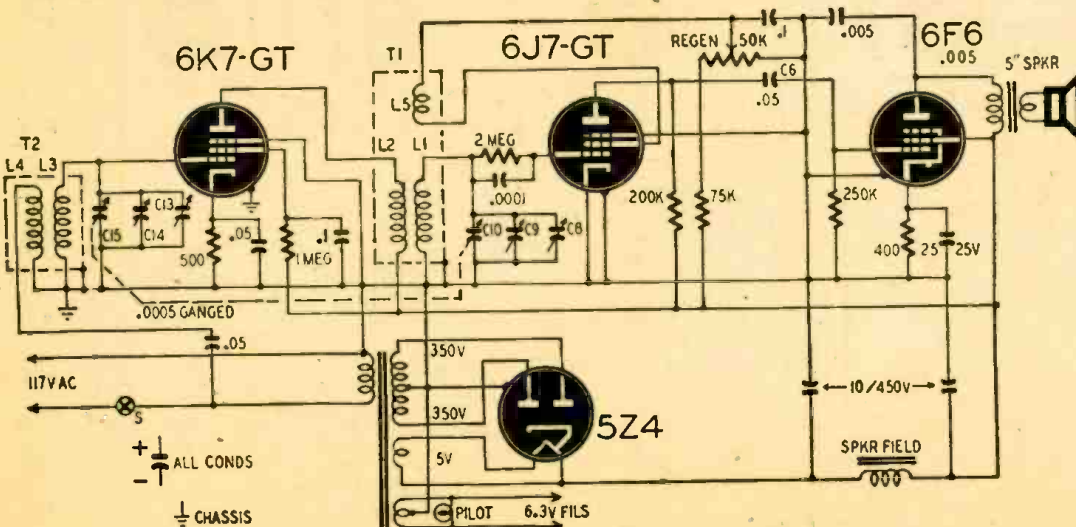 6K7-GT
6J7-GT
6F6
.005
5" SPKR
T1
L5
L2 L1
REGEN
50K
.1
.005
C6
.05
T2
L4 L3
C13
C15
C14
500
.05
1 MEG
.1
2 MEG
.0001
C10
C9
C8
200K
75K
250K
400
25
25V
.0005 GANGED
.05
117V AC
S
350V
350V
5V
5Z4
10/450V
SPKR FIELD
+
-
ALL CONDS
CHASSIS
PILOT
6.3V FILS